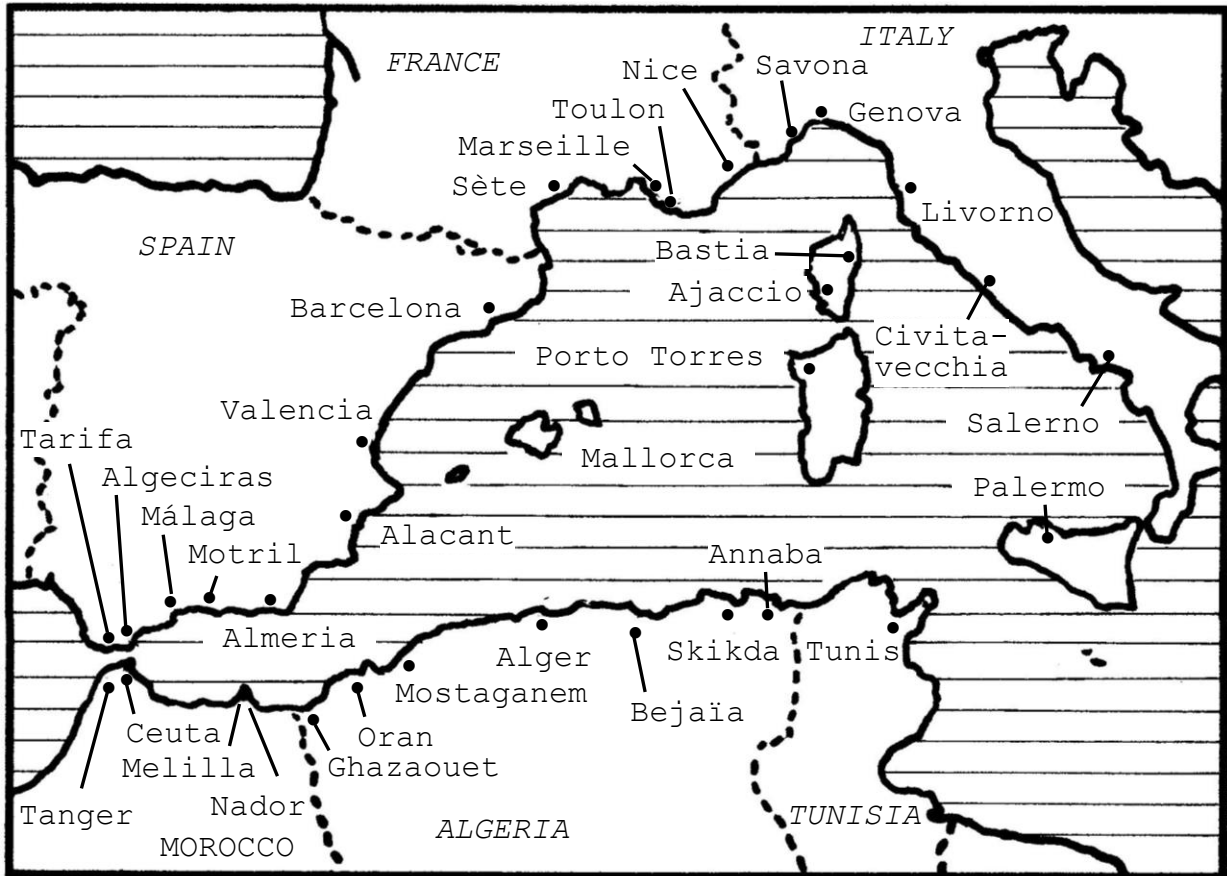 FRANCE
ITALY
Nice
Savona
Toulon
Genova
Marseille
Sète
Livorno
SPAIN
Bastia
Ajaccio
Barcelona
Civita-
vecchia
Porto Torres
Valencia
Salerno
Tarifa
Mallorca
Algeciras
Palermo
Málaga
Motril
Alacant
Annaba
Almeria
Alger
Skikda
Tunis
Mostaganem
Bejaïa
Ceuta
Oran
Melilla
Ghazaouet
Tanger
Nador
MOROCCO
ALGERIA
TUNISIA